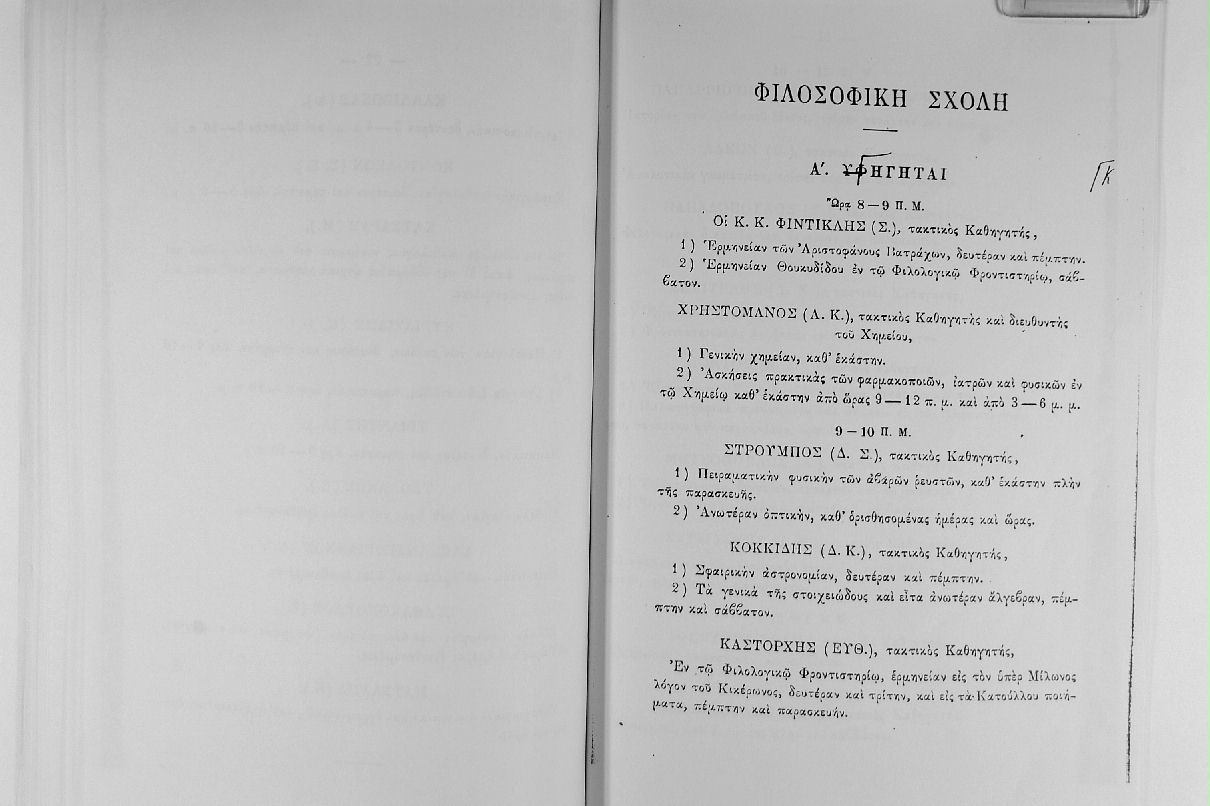 ΦΙΛΟΣΟΦΙΚΗ ΣΧΟΛΗ
Α΄. ΥΦΗΓΗΤΑΙ
Ὥρᾳ 8 — 9 Π. Μ.
Οἱ Κ. Κ. ΦΙΝΤΙΚΛΗΣ (Σ.), τακτικὸς Καθηγητής,
1) Ἑρμηνείαν τῶν Ἀριστοφάνους Βατράχων, δευτέραν καὶ πέμπτην.
2) Ἑρμηνείαν Θουκυδίδου ἐν τῷ Φιλολογικῷ Φροντιστηρίῳ, σάβ-
βατον.
ΧΡΗΣΤΟΜΑΝΟΣ (Α. Κ.), τακτικὸς Καθηγητὴς καὶ διευθυντὴς
τοῦ Χημείου,
1) Γενικὴν χημείαν, καθ' ἑκάστην.
2) Ἀσκήσεις πρακτικὰς τῶν φαρμακοποιῶν, ἰατρῶν καὶ φυσικῶν ἐν
τῷ Χημείῳ καθ' ἑκάστην ἀπὸ ὥρας 9 — 12 π. μ. καὶ ἀπὸ 3 — 6 μ. μ.
9 — 10 Π. Μ.
ΣΤΡΟΥΜΠΟΣ (Δ. Σ.), τακτικὸς Καθηγητής,
1) Πειραματικὴν φυσικὴν τῶν ἀβαρῶν ῥευστῶν, καθ' ἑκάστην πλὴν
τῆς παρασκευῆς.
2) Ἀνωτέραν ὀπτικὴν, καθ' ὁρισθησομένας ἡμέρας καὶ ὥρας.
ΚΟΚΚΙΔΗΣ (Δ. Κ.), τακτικὸς Καθηγητής,
1) Σφαιρικὴν ἀστρονομίαν, δευτέραν καὶ πέμπτην.
2) Τὰ γενικὰ τῆς στοιχειώδους καὶ εἶτα ἀνωτέραν ἄλγεβραν, πέμ-
πτην καὶ σάββατον.
ΚΑΣΤΟΡΧΗΣ (ΕΥΘ.), τακτικὸς Καθηγητής,
Ἐν τῷ Φιλολογικῷ Φροντιστηρίῳ, ἑρμηνείαν εἰς τὸν ὑπὲρ Μίλωνος
λόγον τοῦ Κικέρωνος, δευτέραν καὶ τρίτην, καὶ εἰς τὰ Κατούλλου ποιή-
ματα, πέμπτην καὶ παρασκευήν.